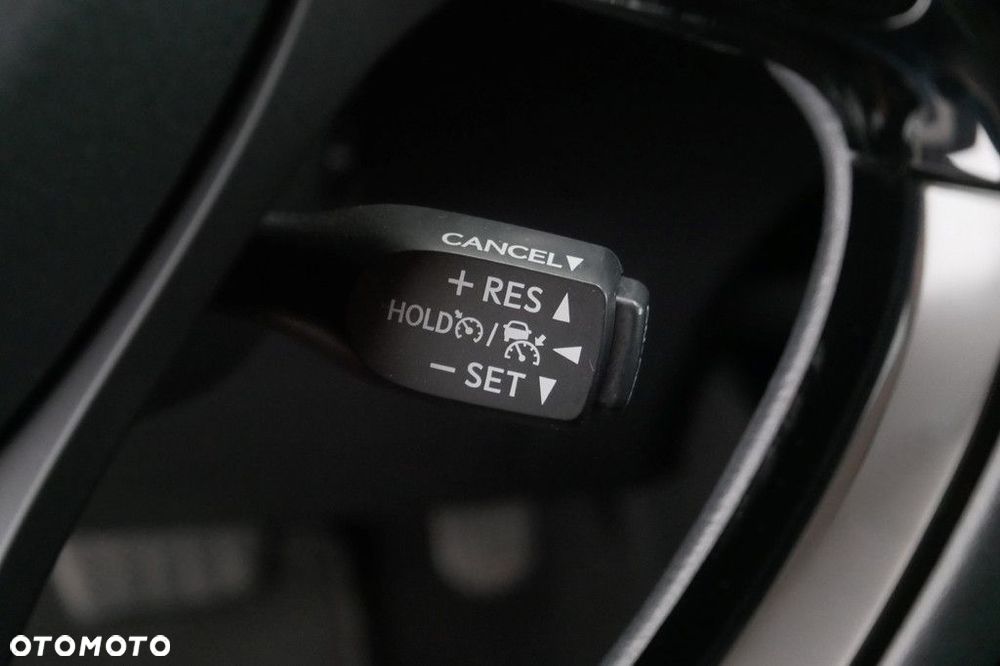 CANCEL▼
+ RES ▲
HOLD / ◀
− SET ▼
OTOMOTO